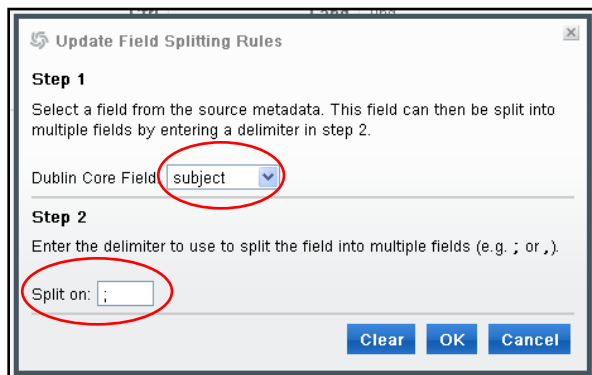 Update Field Splitting Rules
Step 1
Select a field from the source metadata. This field can then be split into
multiple fields by entering a delimiter in step 2.
Dublin Core Field: subject
Step 2
Enter the delimiter to use to split the field into multiple fields (e.g. ; or ,).
Split on: ;
Clear OK Cancel